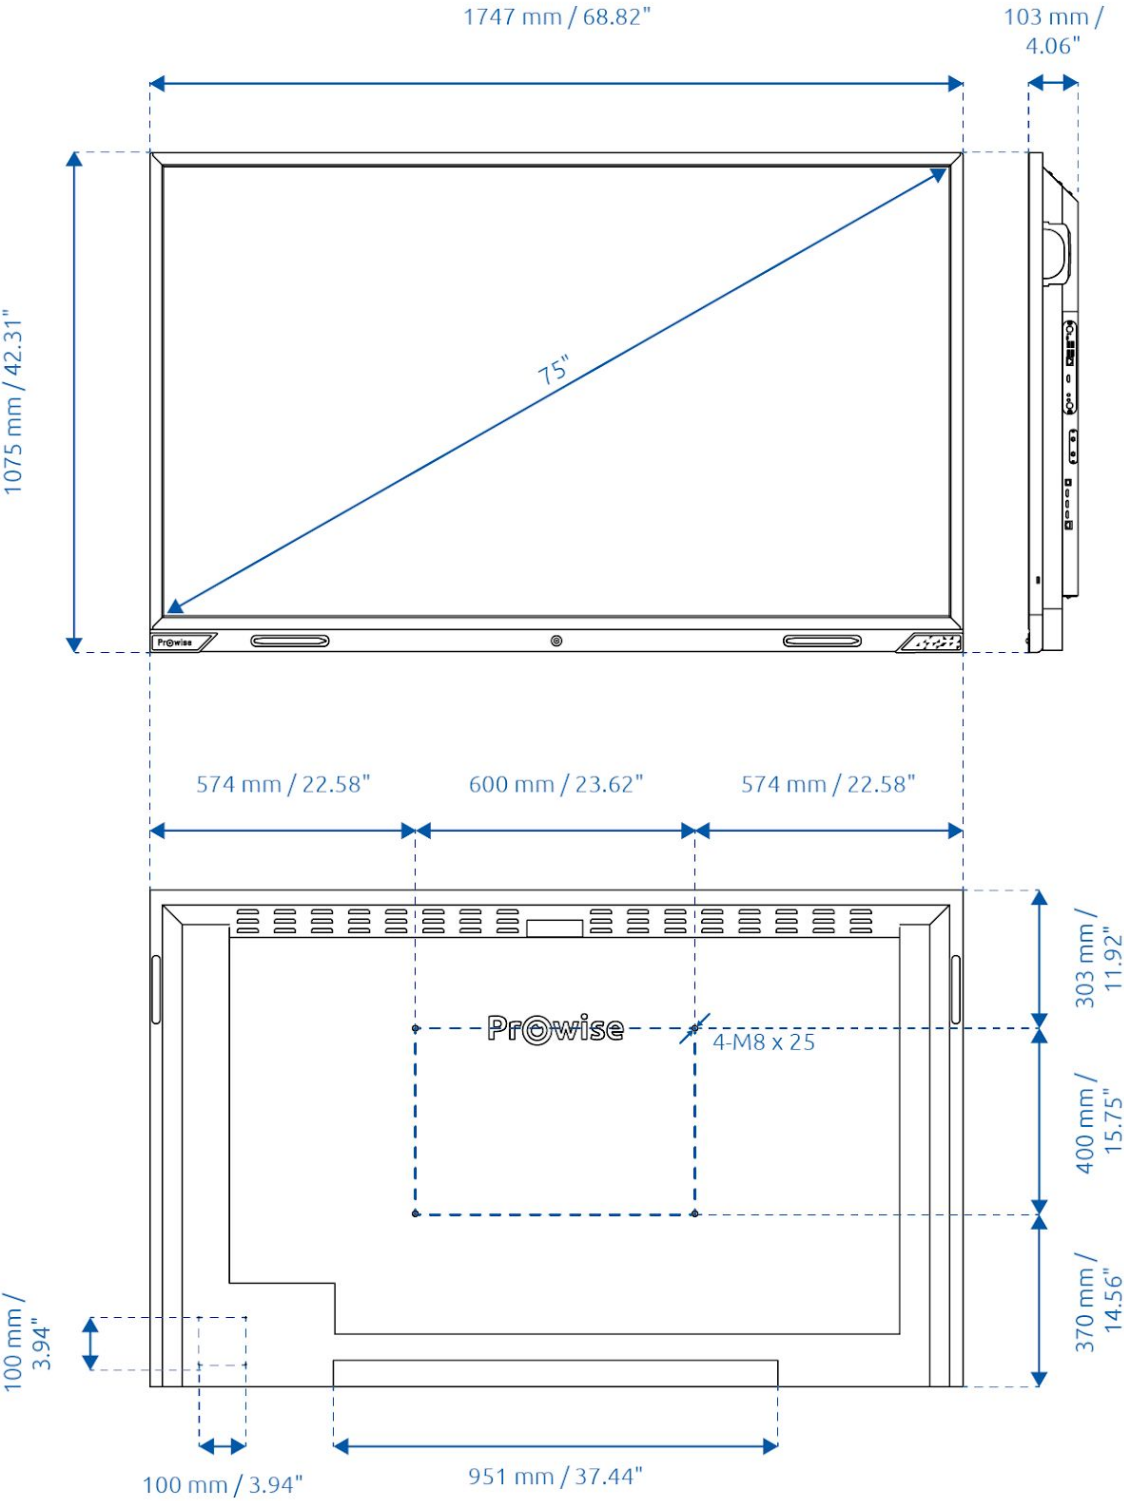 1747 mm / 68.82"
103 mm /
4.06"
1075 mm / 42.31"
75"
Prowise
574 mm / 22.58"
600 mm / 23.62"
574 mm / 22.58"
303 mm /
11.92"
Prowise
4-M8 x 25
400 mm /
15.75"
370 mm /
14.56"
100 mm /
3.94"
100 mm / 3.94"
951 mm / 37.44"